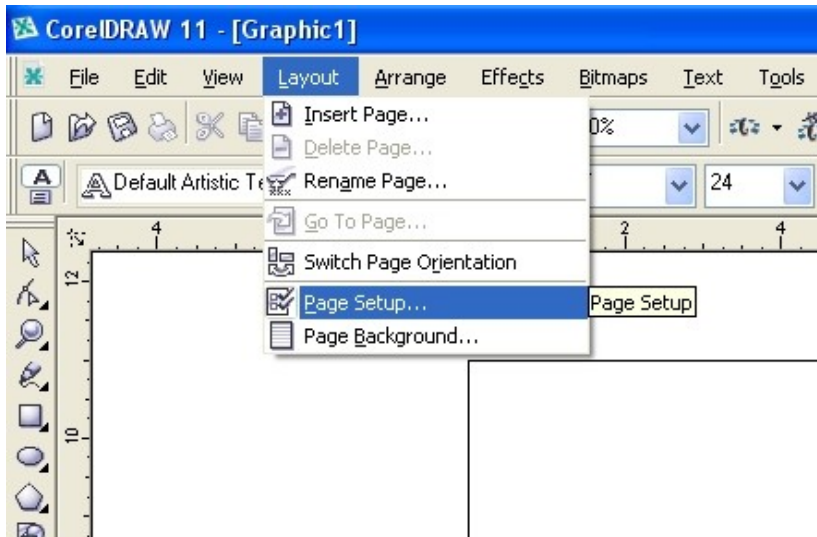 CorelDRAW 11 - [Graphic1]
File Edit View Layout Arrange Effects Bitmaps Text Tools
Insert Page...
0%
Delete Page...
Default Artistic Te
Rename Page...
24
Go To Page...
4 2 4
Switch Page Orientation
12
Page Setup...
Page Setup
Page Background...
10